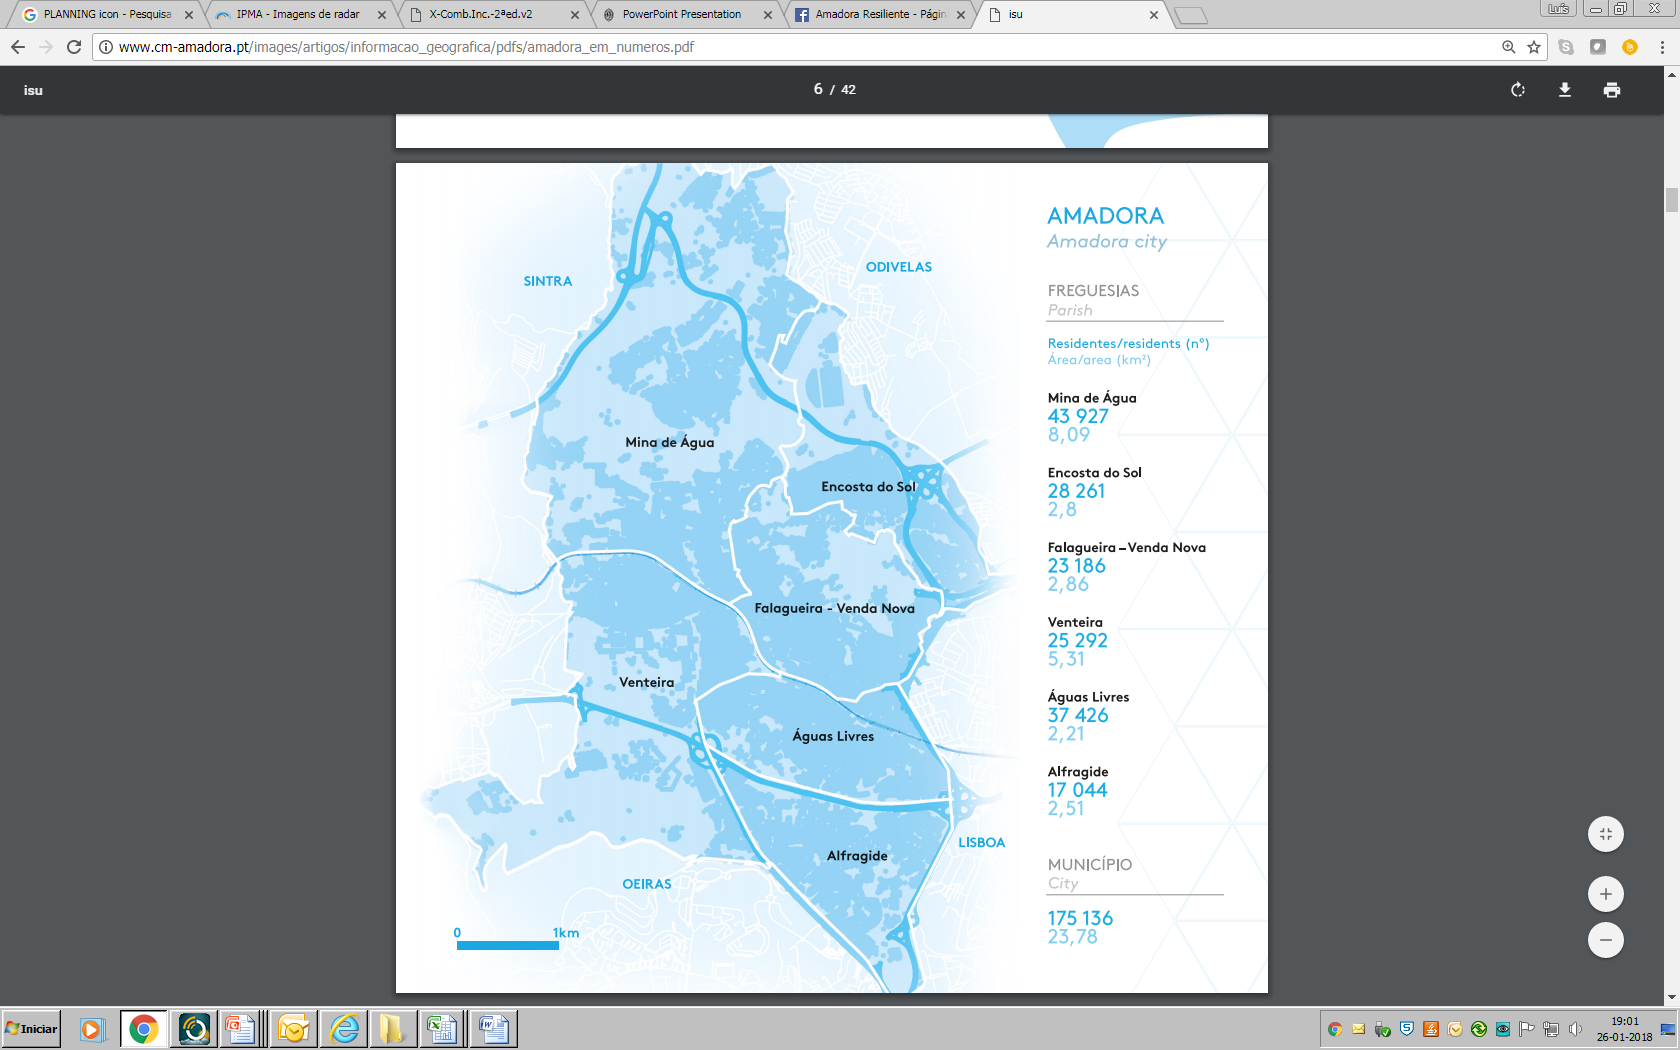 PLANNING icon - Pesquisa
IPMA - Imagens de radar
X-Comb.Inc.-2ªed.v2
PowerPoint Presentation
Amadora Resiliente - Págin
isu
Luís
www.cm-amadora.pt/images/artigos/informacao_geografica/pdfs/amadora_em_numeros.pdf
isu
6 / 42
SINTRA
ODIVELAS
Mina de Água
Encosta do Sol
Falagueira - Venda Nova
Venteira
Águas Livres
Alfragide
LISBOA
OEIRAS
0 1km
AMADORA
Amadora city
FREGUESIAS
Parish
Residentes/residents (nº)
Área/area (km²)
Mina de Água
43 927
8,09
Encosta do Sol
28 261
2,8
Falagueira – Venda Nova
23 186
2,86
Venteira
25 292
5,31
Águas Livres
37 426
2,21
Alfragide
17 044
2,51
MUNICÍPIO
City
175 136
23,78
Iniciar
19:01
26-01-2018